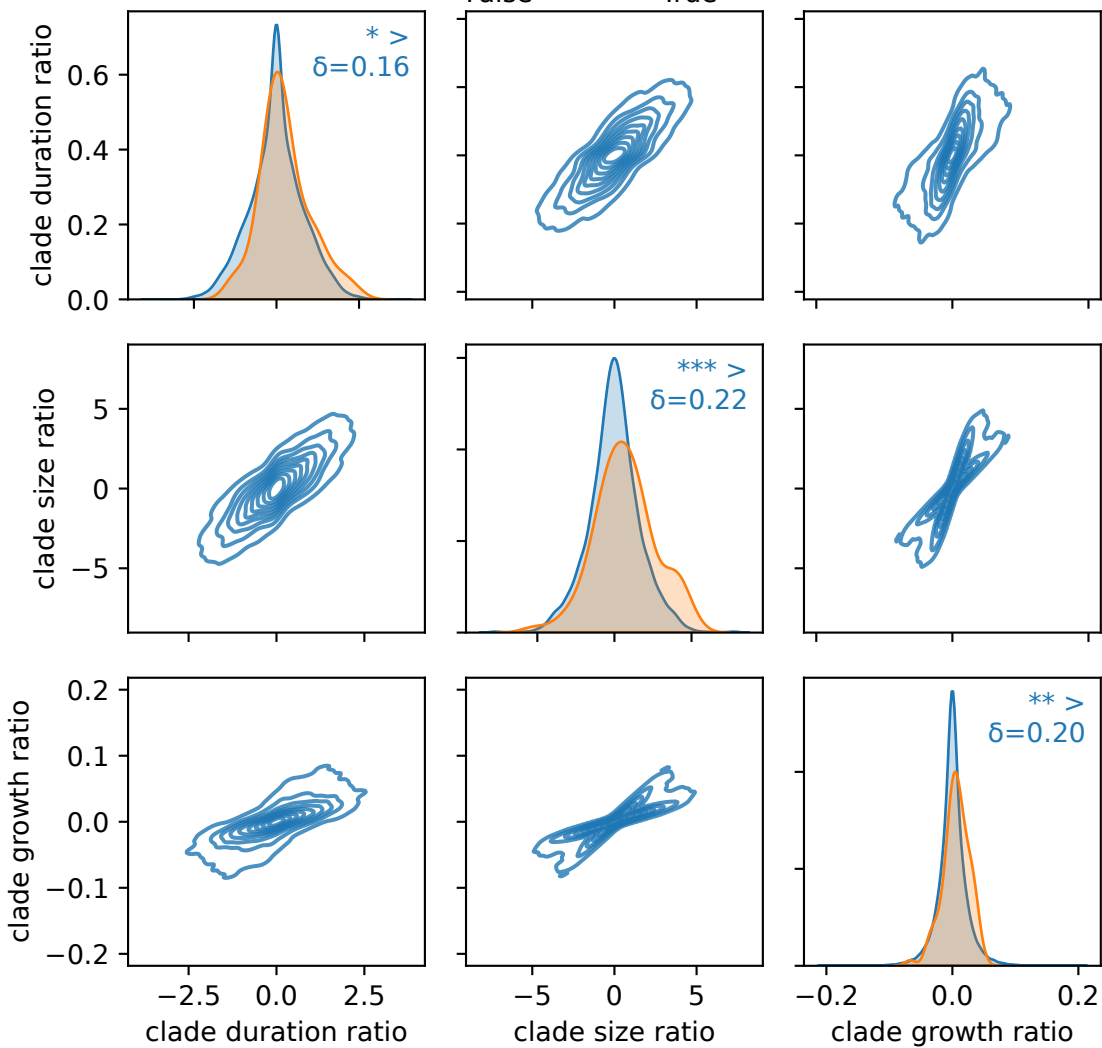 clade duration ratio
0.6
0.4
0.2
0.0
* >
δ=0.16
clade size ratio
5
0
−5
*** >
δ=0.22
clade growth ratio
0.2
0.1
0.0
−0.1
−0.2
** >
δ=0.20
−2.5 0.0 2.5
−5 0 5
−0.2 0.0 0.2
clade duration ratio
clade size ratio
clade growth ratio